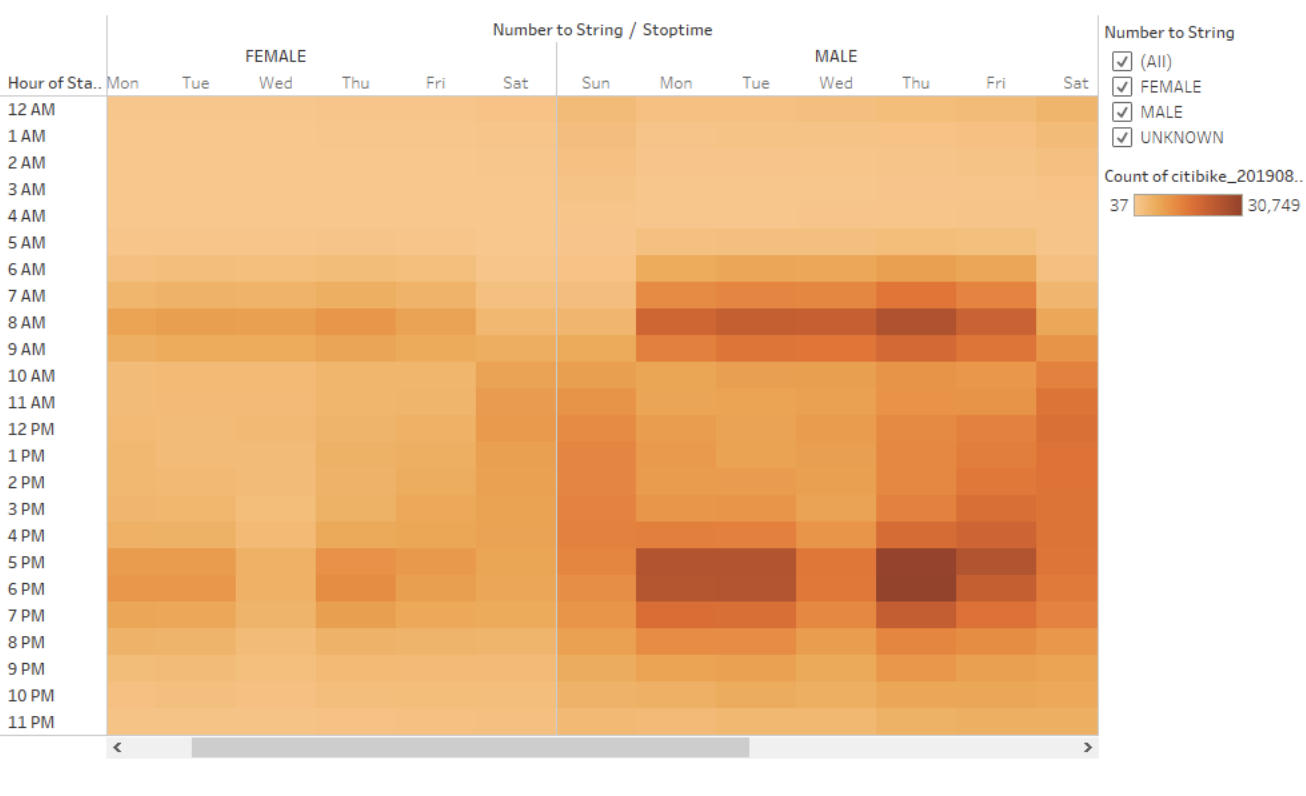 Number to String / Stoptime
FEMALE MALE
Hour of Sta.. Mon Tue Wed Thu Fri Sat Sun Mon Tue Wed Thu Fri Sat
12 AM
1 AM
2 AM
3 AM
4 AM
5 AM
6 AM
7 AM
8 AM
9 AM
10 AM
11 AM
12 PM
1 PM
2 PM
3 PM
4 PM
5 PM
6 PM
7 PM
8 PM
9 PM
10 PM
11 PM
Number to String
(All)
FEMALE
MALE
UNKNOWN
Count of citibike_201908..
37 30,749